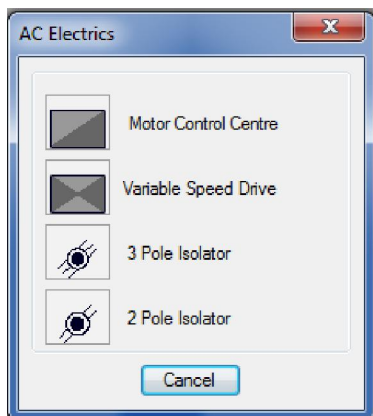 AC Electrics
Motor Control Centre
Variable Speed Drive
3 Pole Isolator
2 Pole Isolator
Cancel